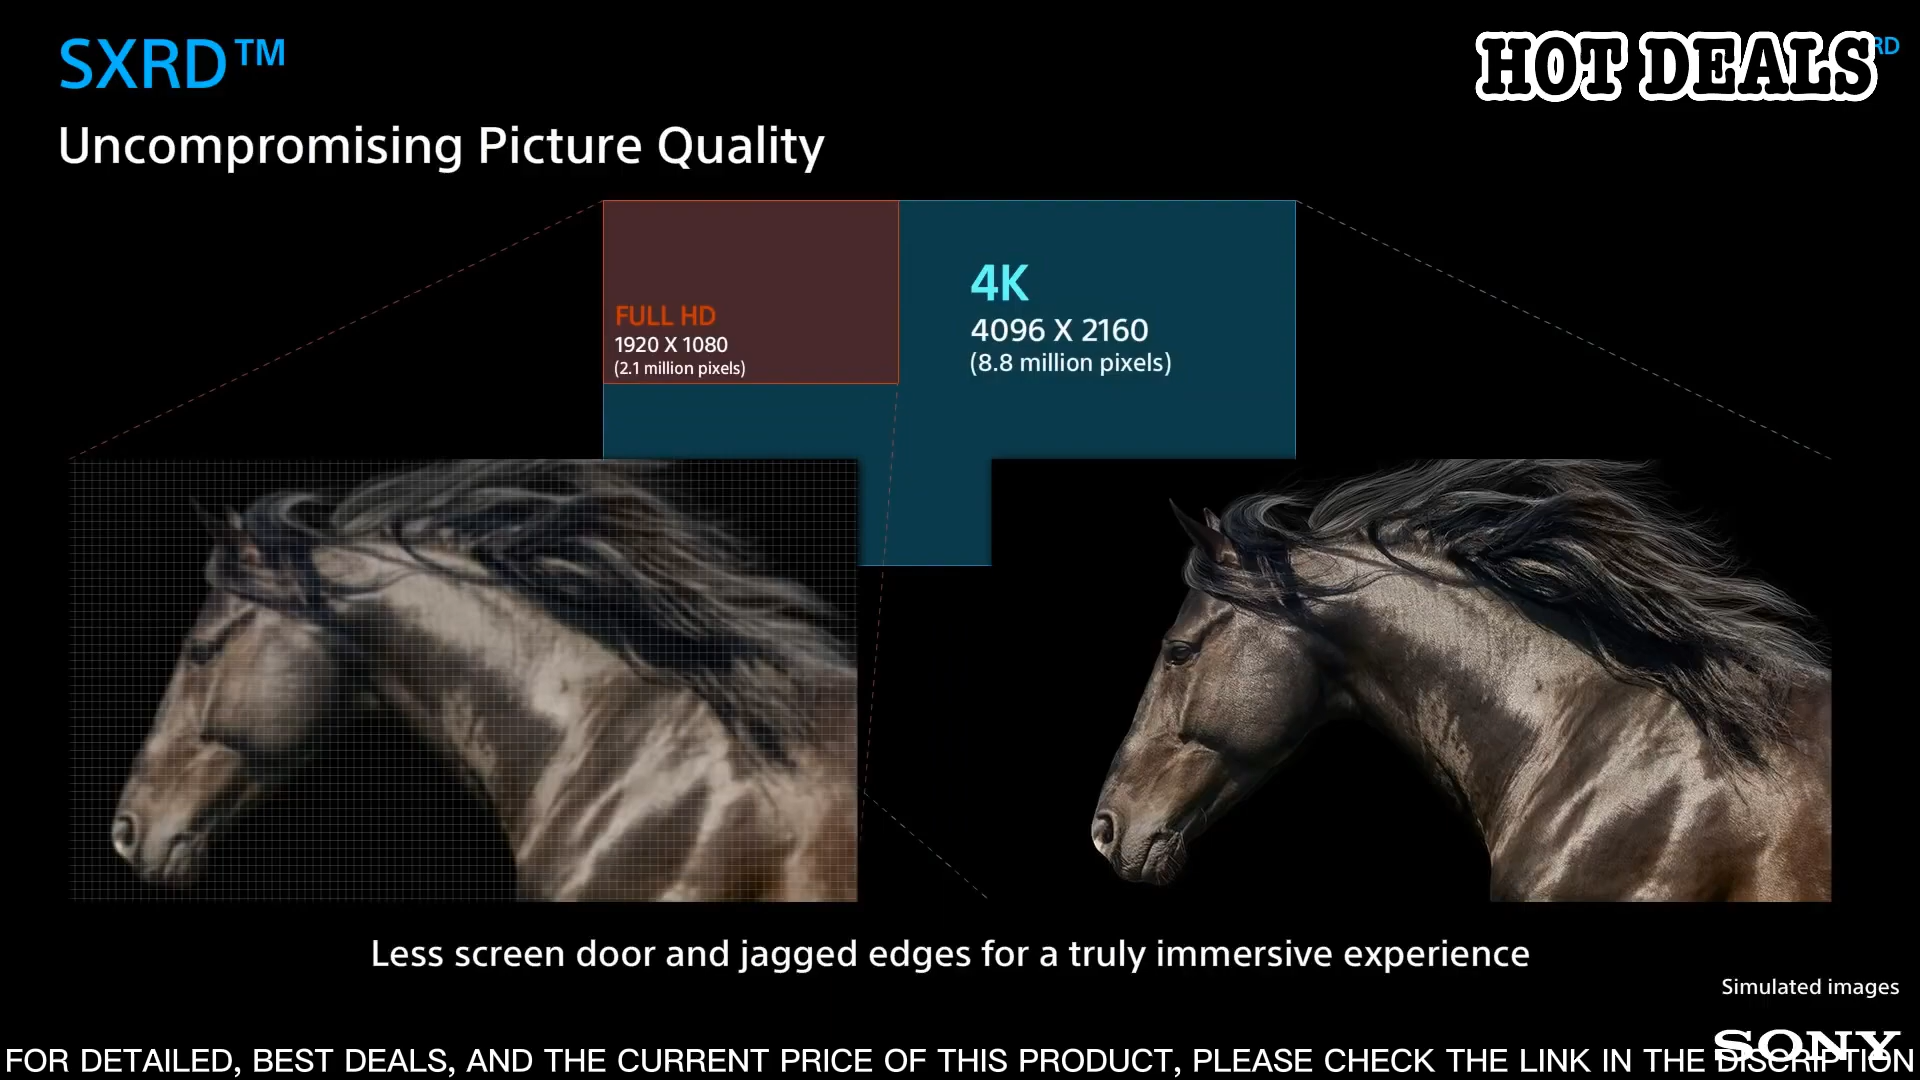 SXRD™
HOT DEALS
RD
Uncompromising Picture Quality
FULL HD
1920 X 1080
(2.1 million pixels)
4K
4096 X 2160
(8.8 million pixels)
Less screen door and jagged edges for a truly immersive experience
Simulated images
SONY
FOR DETAILED, BEST DEALS, AND THE CURRENT PRICE OF THIS PRODUCT, PLEASE CHECK THE LINK IN THE DISCRIPTION